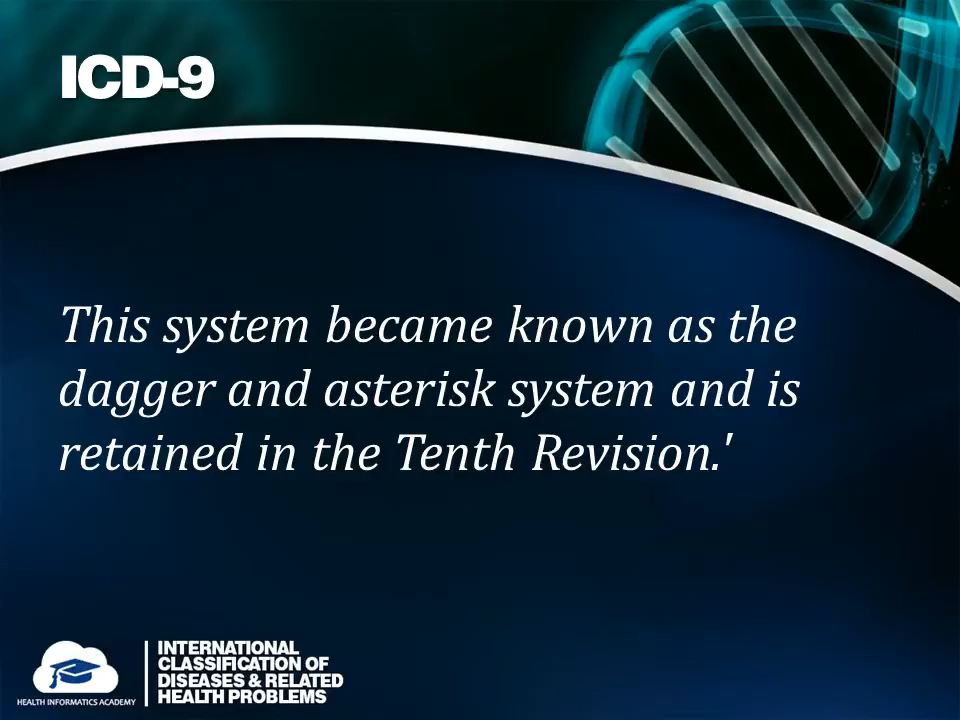 ICD-9
This system became known as the
dagger and asterisk system and is
retained in the Tenth Revision.'
HEALTH INFORMATICS ACADEMY
INTERNATIONAL
CLASSIFICATION OF
DISEASES & RELATED
HEALTH PROBLEMS